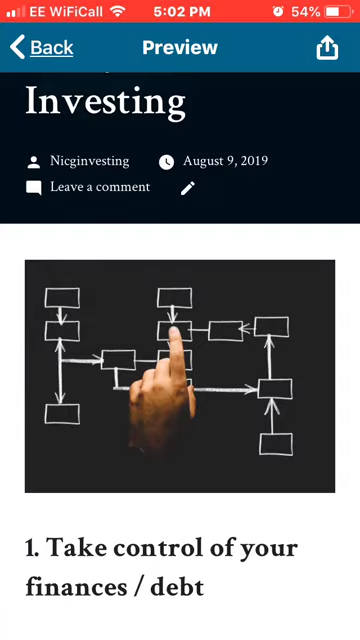 EE WiFiCall 5:02 PM 54%
Back Preview
Investing
Nicginvesting August 9, 2019
Leave a comment
1. Take control of your
finances / debt